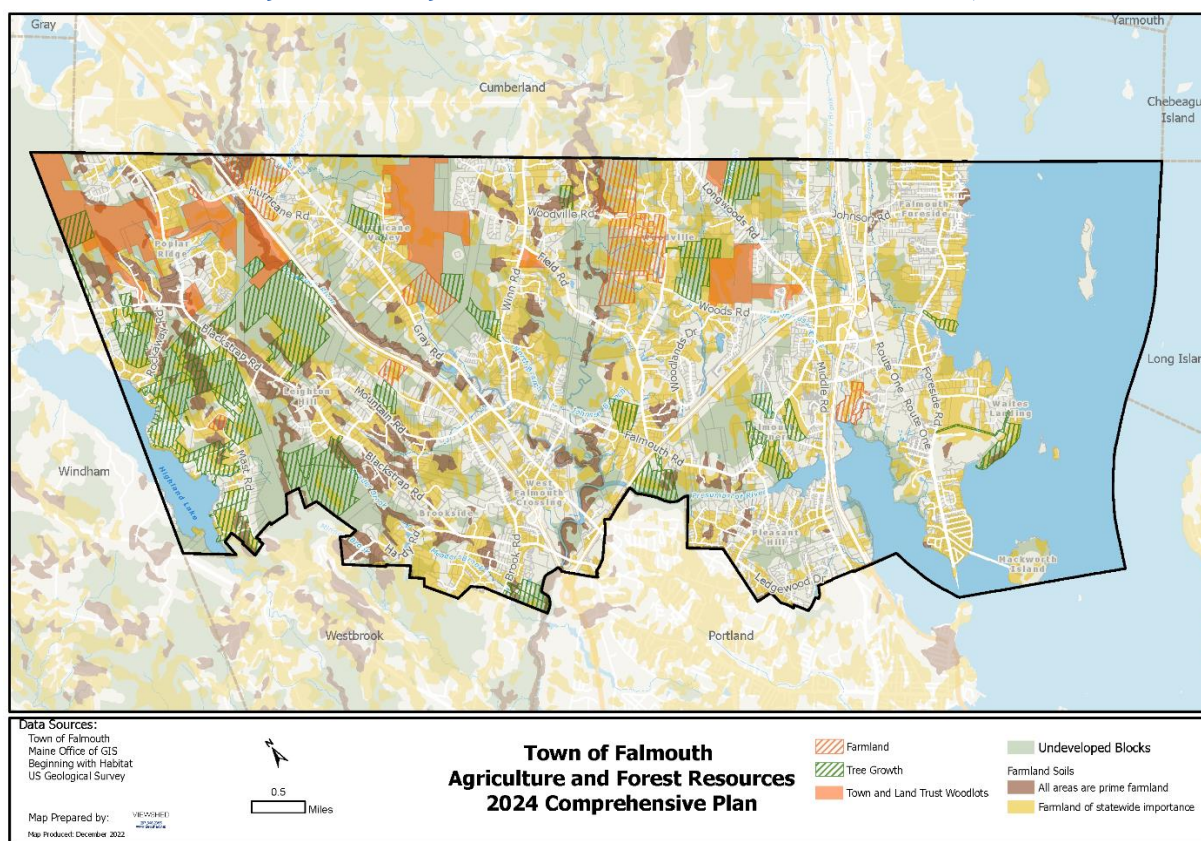 Gray
Yarmouth
Cumberland
Chebeague
Island
Hurricane Rd
Poplar
Ridge
Valley
Woodville Rd
Longwoods Rd
Johnson Rd
Falmouth
Foreside
Winn Rd
Field Rd
Woods Rd
Gray Rd
Blackstrap Rd
Leighton
Hill
Mountain Rd
Woodlands Dr
Middle Rd
Route One
Route One
Foreside Rd
Waites
Landing
Long Island
Windham
Highland Lake
Mast Rd
Blackstrap Rd
Falmouth Rd
West
Falmouth
Crossing
Brookside
Hardy Rd
Brook Rd
Presumpscot River
Pleasant
Hill
Ledgewood Dr
Mackworth
Island
Westbrook
Portland
Data Sources:
Town of Falmouth
Maine Office of GIS
Beginning with Habitat
US Geological Survey
Map Prepared by:
VIEWSHED
Map Produced: December 2022
N
0.5
Miles
Town of Falmouth
Agriculture and Forest Resources
2024 Comprehensive Plan
Farmland
Tree Growth
Town and Land Trust Woodlots
Undeveloped Blocks
Farmland Soils
All areas are prime farmland
Farmland of statewide importance